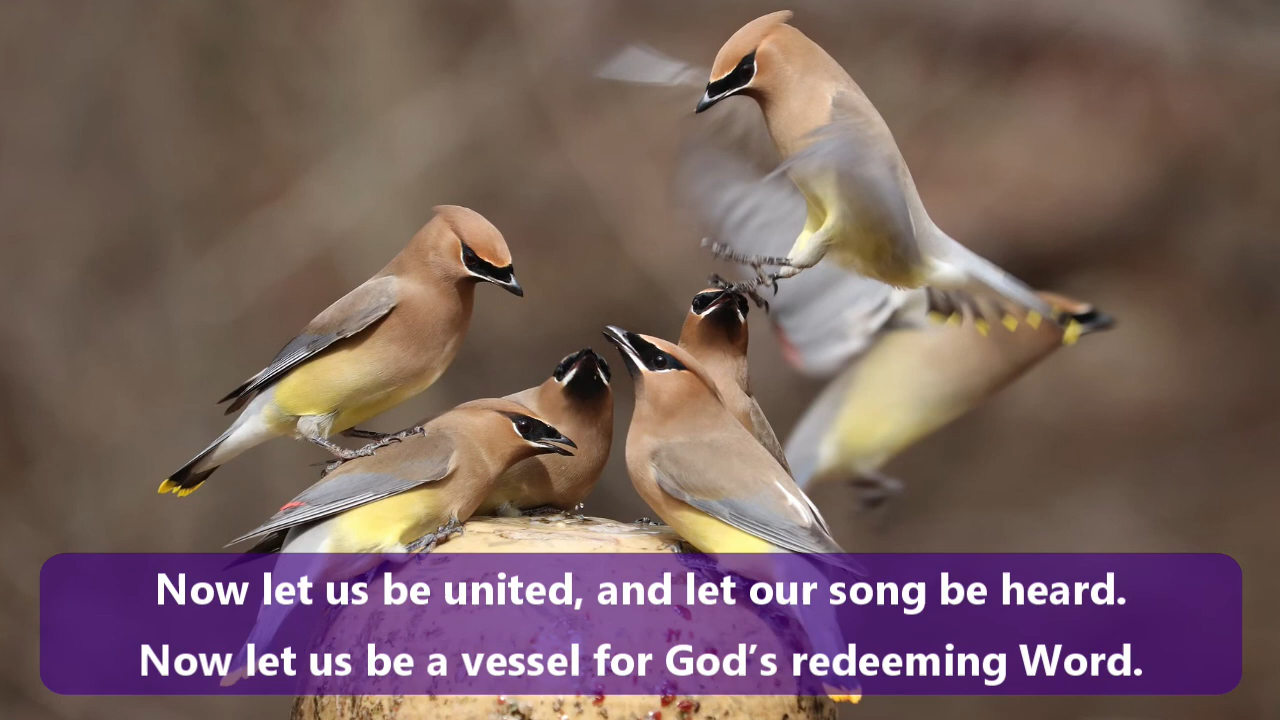 Now let us be united, and let our song be heard.
Now let us be a vessel for God’s redeeming Word.